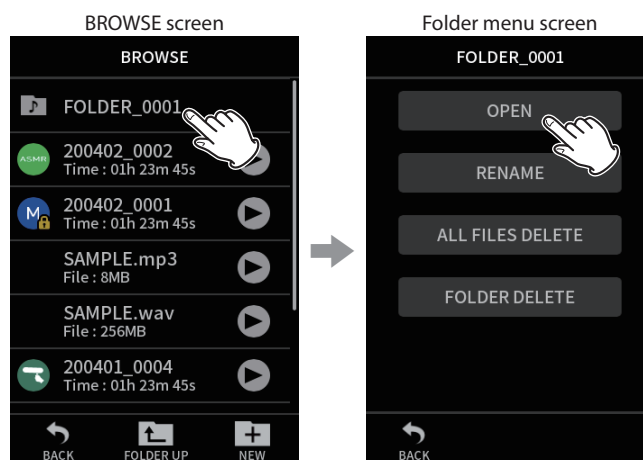 BROWSE screen
BROWSE
FOLDER_0001
ASMR
200402_0002
Time : 01h 23m 45s
M
200402_0001
Time : 01h 23m 45s
SAMPLE.mp3
File : 8MB
SAMPLE.wav
File : 256MB
200401_0004
Time : 01h 23m 45s
BACK
FOLDER UP
NEW
Folder menu screen
FOLDER_0001
OPEN
RENAME
ALL FILES DELETE
FOLDER DELETE
BACK